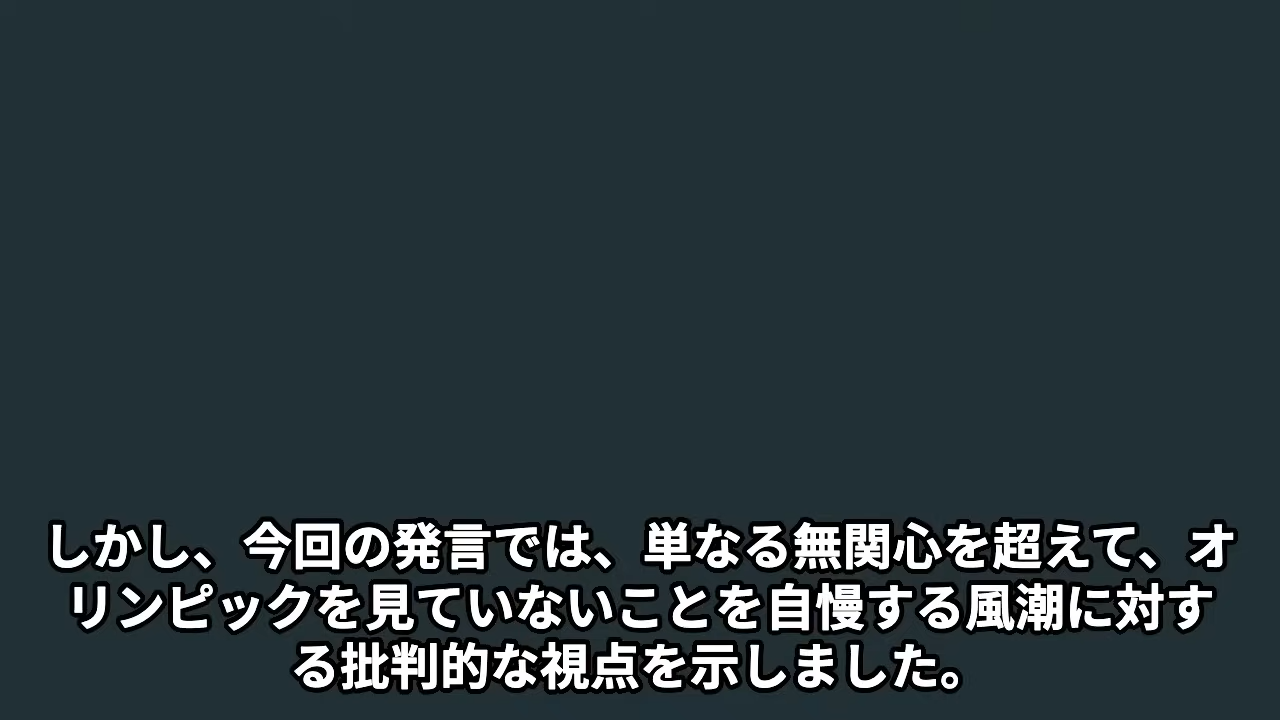 しかし、今回の発言では、単なる無関心を超えて、オ
リンピックを見ていないことを自慢する風潮に対す
る批判的な視点を示しました。